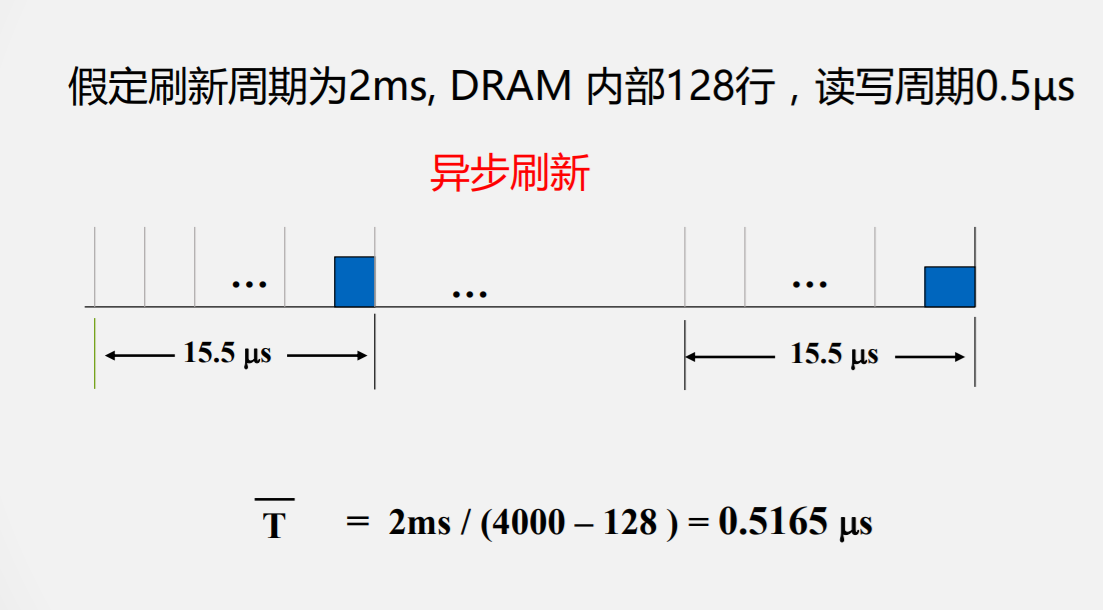 假定刷新周期为2ms, DRAM 内部128行，读写周期0.5μs
异步刷新
… … …
15.5 μs 15.5 μs
T = 2ms / (4000 – 128 ) = 0.5165 μs